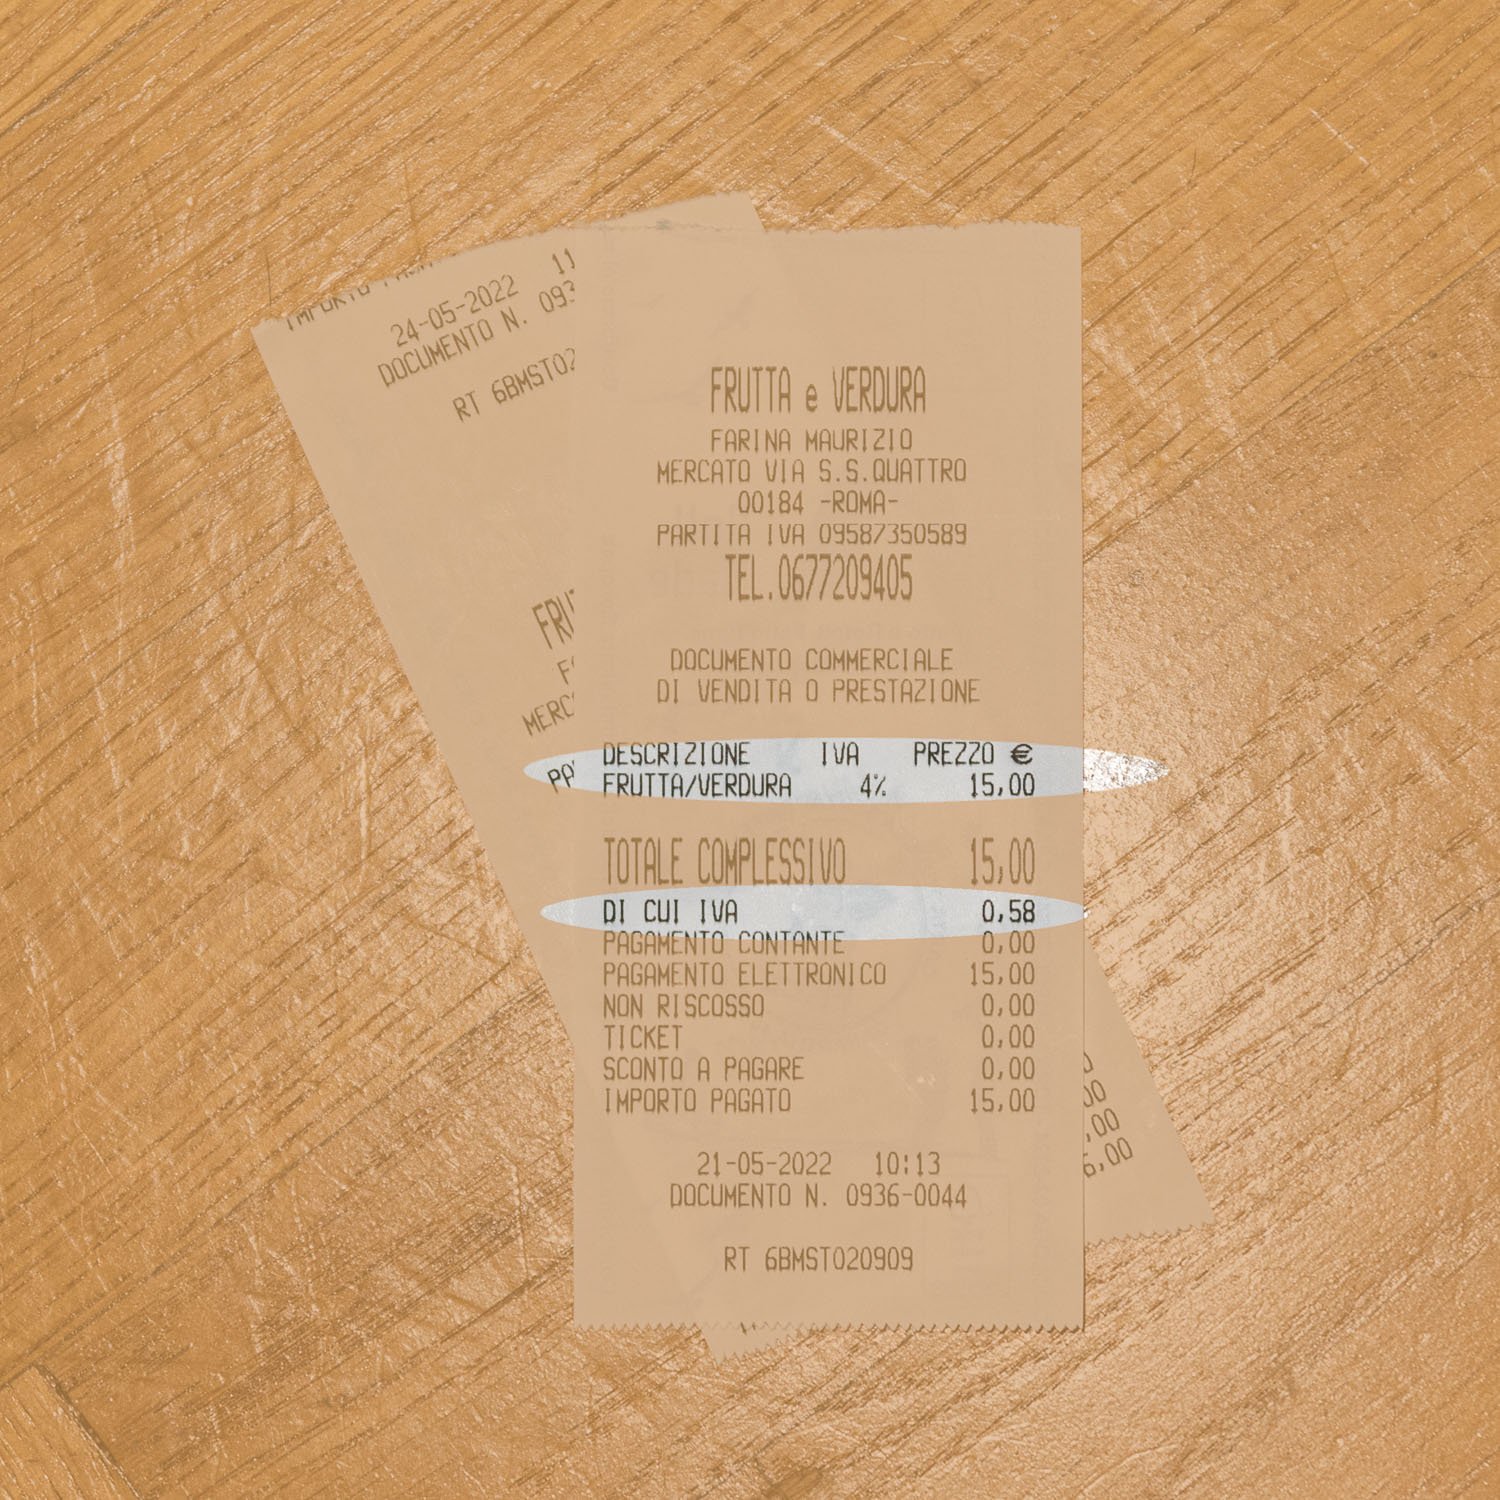 24-05-2022 11
DOCUMENTO N. 093
RT 6BMST02
MERC
FRUTTA e VERDURA
FARINA MAURIZIO
MERCATO VIA S.S.QUATTRO
00184 -ROMA-
PARTITA IVA 09587350589
TEL.0677209405
DOCUMENTO COMMERCIALE
DI VENDITA O PRESTAZIONE
DESCRIZIONE IVA PREZZO €
FRUTTA/VERDURA 4% 15,00
TOTALE COMPLESSIVO 15,00
DI CUI IVA 0,58
PAGAMENTO CONTANTE 0,00
PAGAMENTO ELETTRONICO 15,00
NON RISCOSSO 0,00
TICKET 0,00
SCONTO A PAGARE 0,00
IMPORTO PAGATO 15,00
21-05-2022 10:13
DOCUMENTO N. 0936-0044
RT 6BMST020909